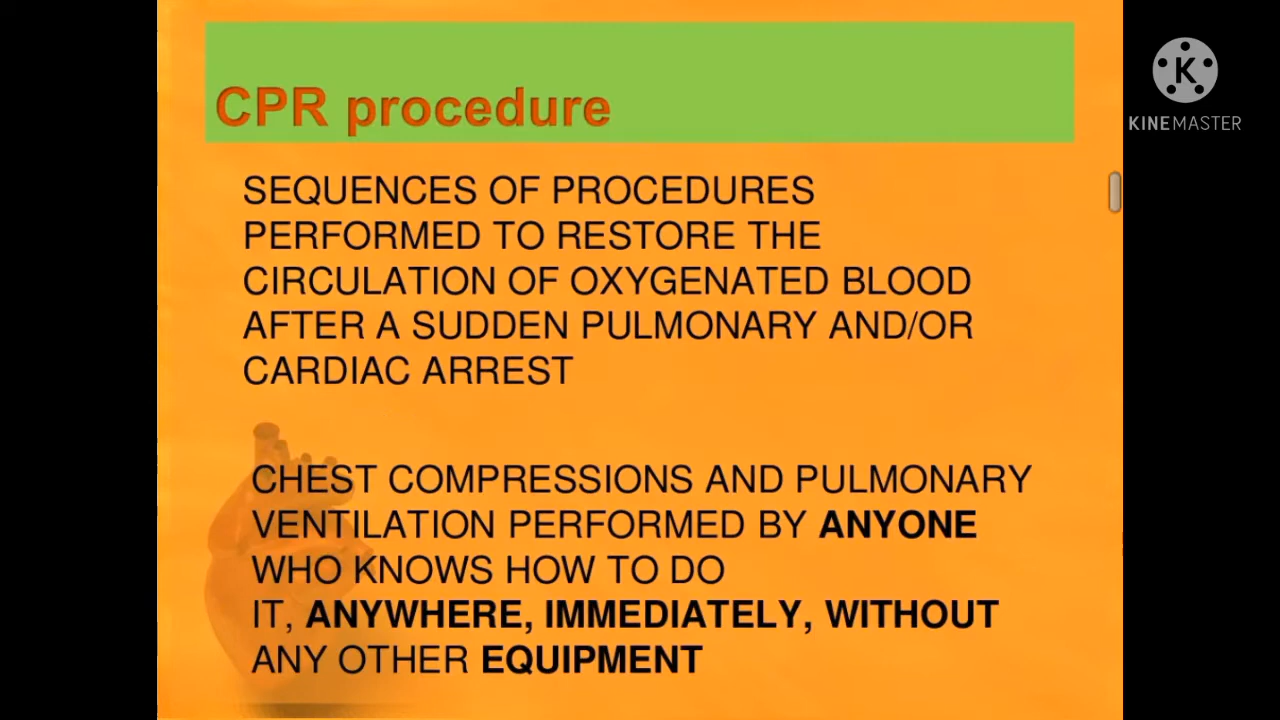 CPR procedure
SEQUENCES OF PROCEDURES
PERFORMED TO RESTORE THE
CIRCULATION OF OXYGENATED BLOOD
AFTER A SUDDEN PULMONARY AND/OR
CARDIAC ARREST
CHEST COMPRESSIONS AND PULMONARY
VENTILATION PERFORMED BY ANYONE
WHO KNOWS HOW TO DO
IT, ANYWHERE, IMMEDIATELY, WITHOUT
ANY OTHER EQUIPMENT
K
KINEMASTER